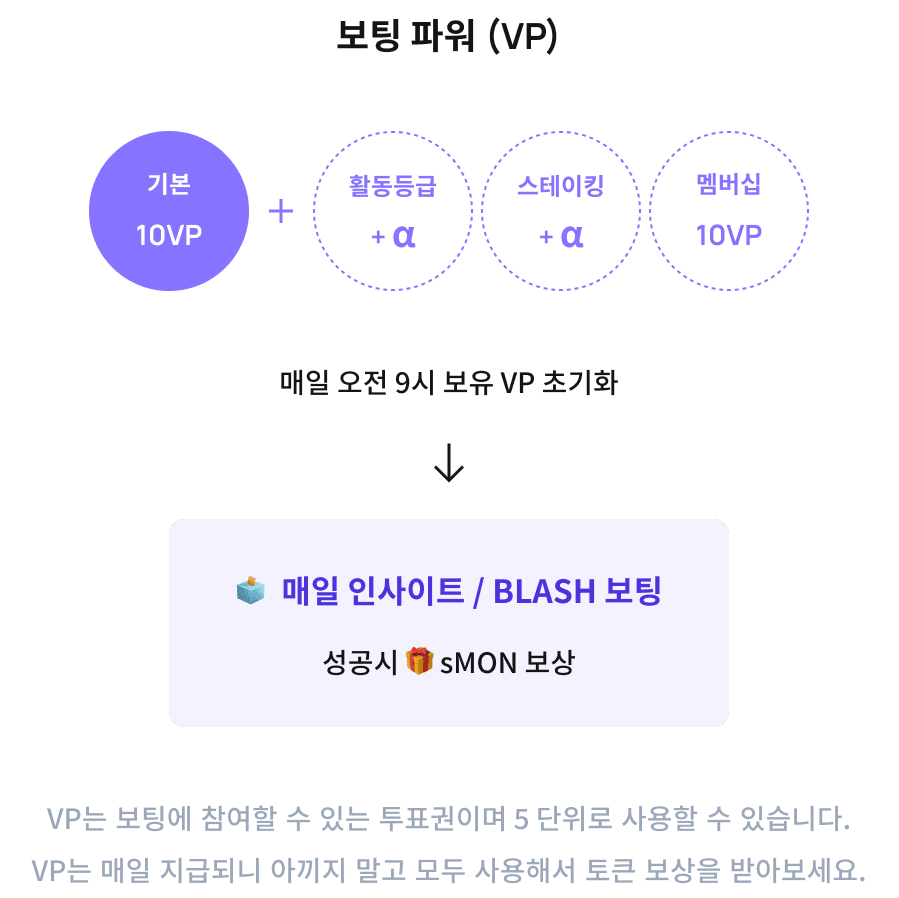 보팅 파워 (VP)
기본
10VP
+
활동등급
+ α
스테이킹
+ α
멤버십
10VP
매일 오전 9시 보유 VP 초기화
매일 인사이트 / BLASH 보팅
성공시 sMON 보상
VP는 보팅에 참여할 수 있는 투표권이며 5 단위로 사용할 수 있습니다.
VP는 매일 지급되니 아끼지 말고 모두 사용해서 토큰 보상을 받아보세요.